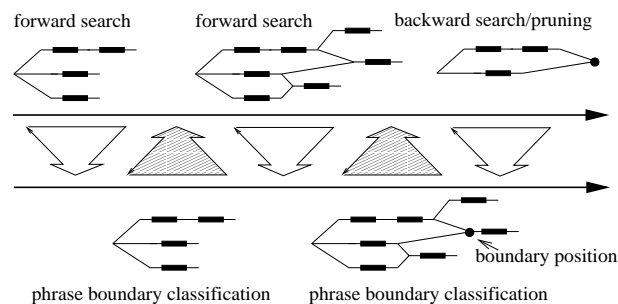 forward search
forward search
backward search/pruning
boundary position
phrase boundary classification
phrase boundary classification